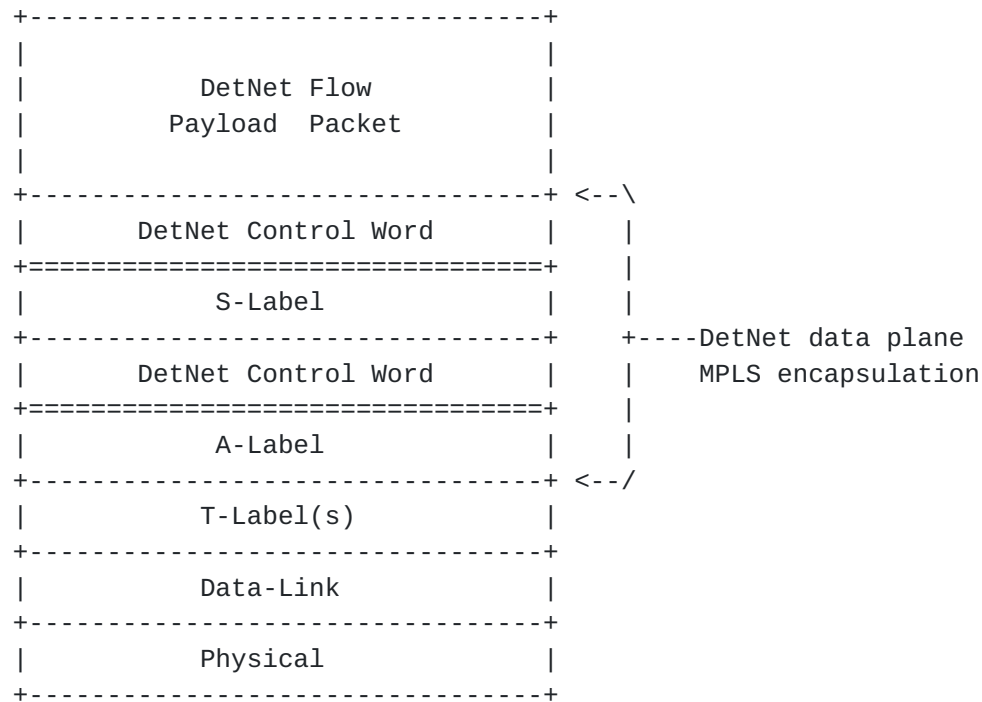 +---------------------------------+
|                                 |
|           DetNet Flow           |
|         Payload  Packet         |
|                                 |
+---------------------------------+ <--\
|       DetNet Control Word       |    |
+=================================+    |
|            S-Label              |    |
+---------------------------------+    +----DetNet data plane
|       DetNet Control Word       |    |    MPLS encapsulation
+=================================+    |
|            A-Label              |    |
+---------------------------------+ <--/
|           T-Label(s)            |
+---------------------------------+
|           Data-Link             |
+---------------------------------+
|           Physical              |
+---------------------------------+